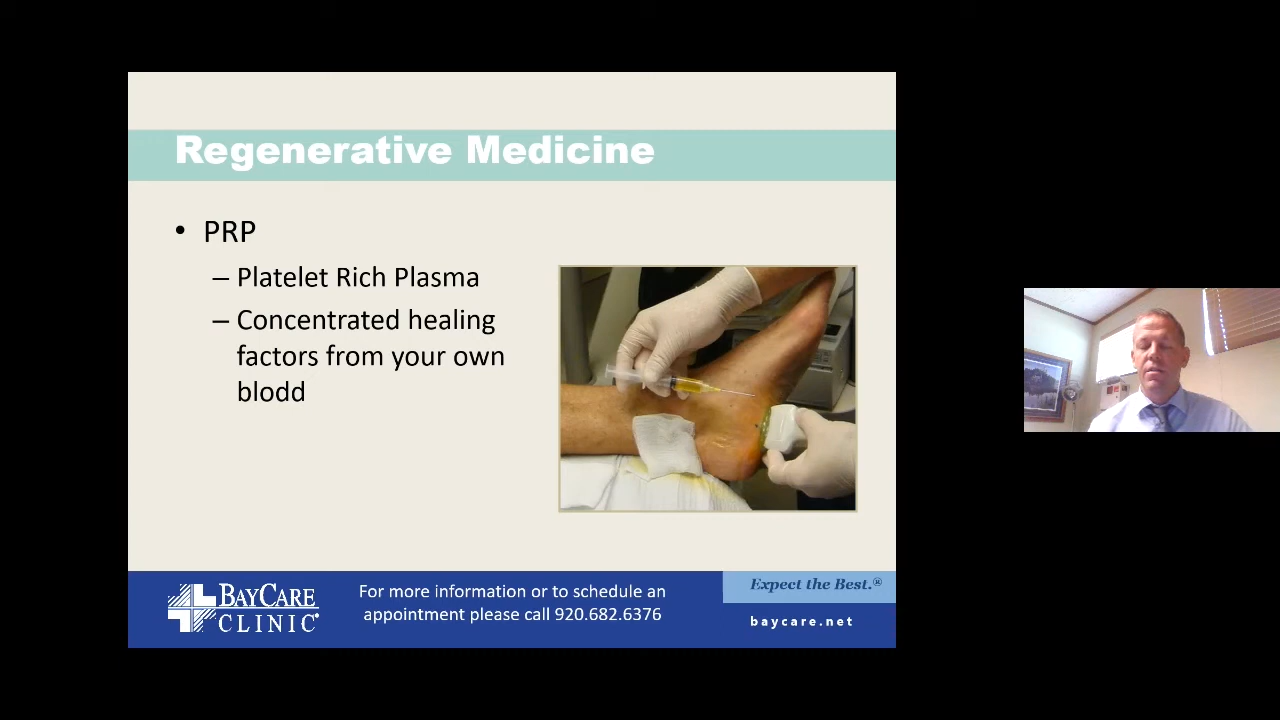 Regenerative Medicine
• PRP
– Platelet Rich Plasma
– Concentrated healing
factors from your own
blodd
BAYCARE
CLINIC
For more information or to schedule an
appointment please call 920.682.6376
Expect the Best.®
baycare.net